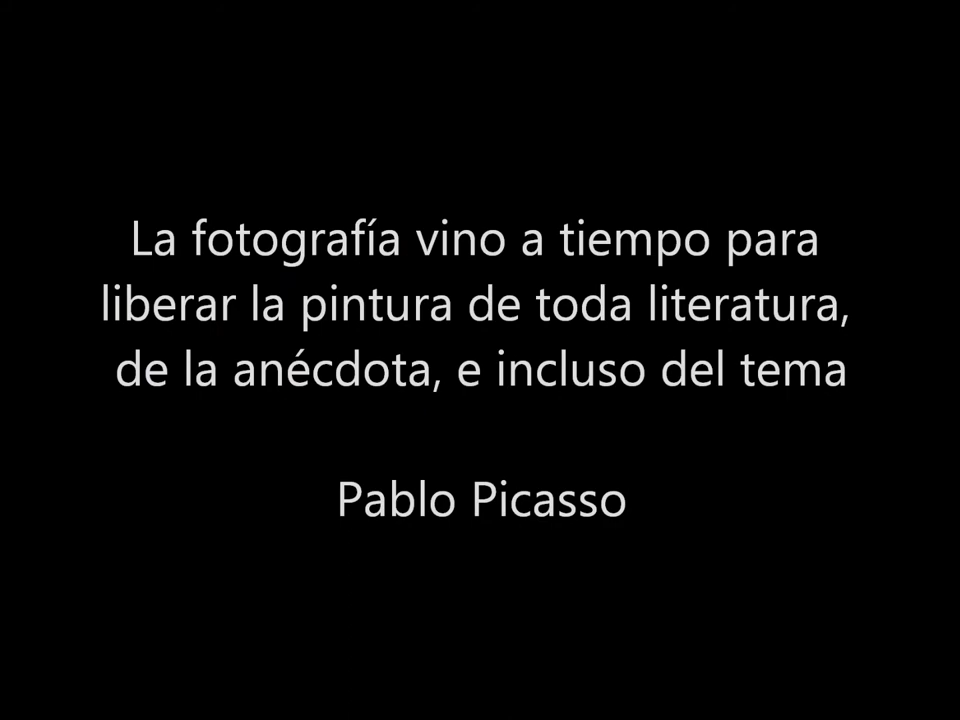 La fotografía vino a tiempo para
liberar la pintura de toda literatura,
de la anécdota, e incluso del tema
Pablo Picasso